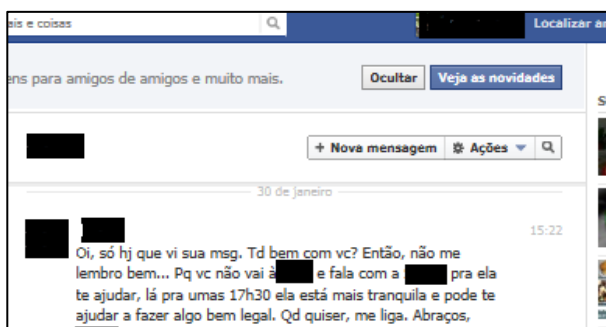 ais e coisas
Localizar a
ens para amigos de amigos e muito mais.
Ocultar
Veja as novidades
+ Nova mensagem
Ações
30 de janeiro
15:22
Oi, só hj que vi sua msg. Td bem com vc? Então, não me
lembro bem... Pq vc não vai à e fala com a pra ela
te ajudar, lá pra umas 17h30 ela está mais tranquila e pode te
ajudar a fazer algo bem legal. Qd quiser, me liga. Abraços,